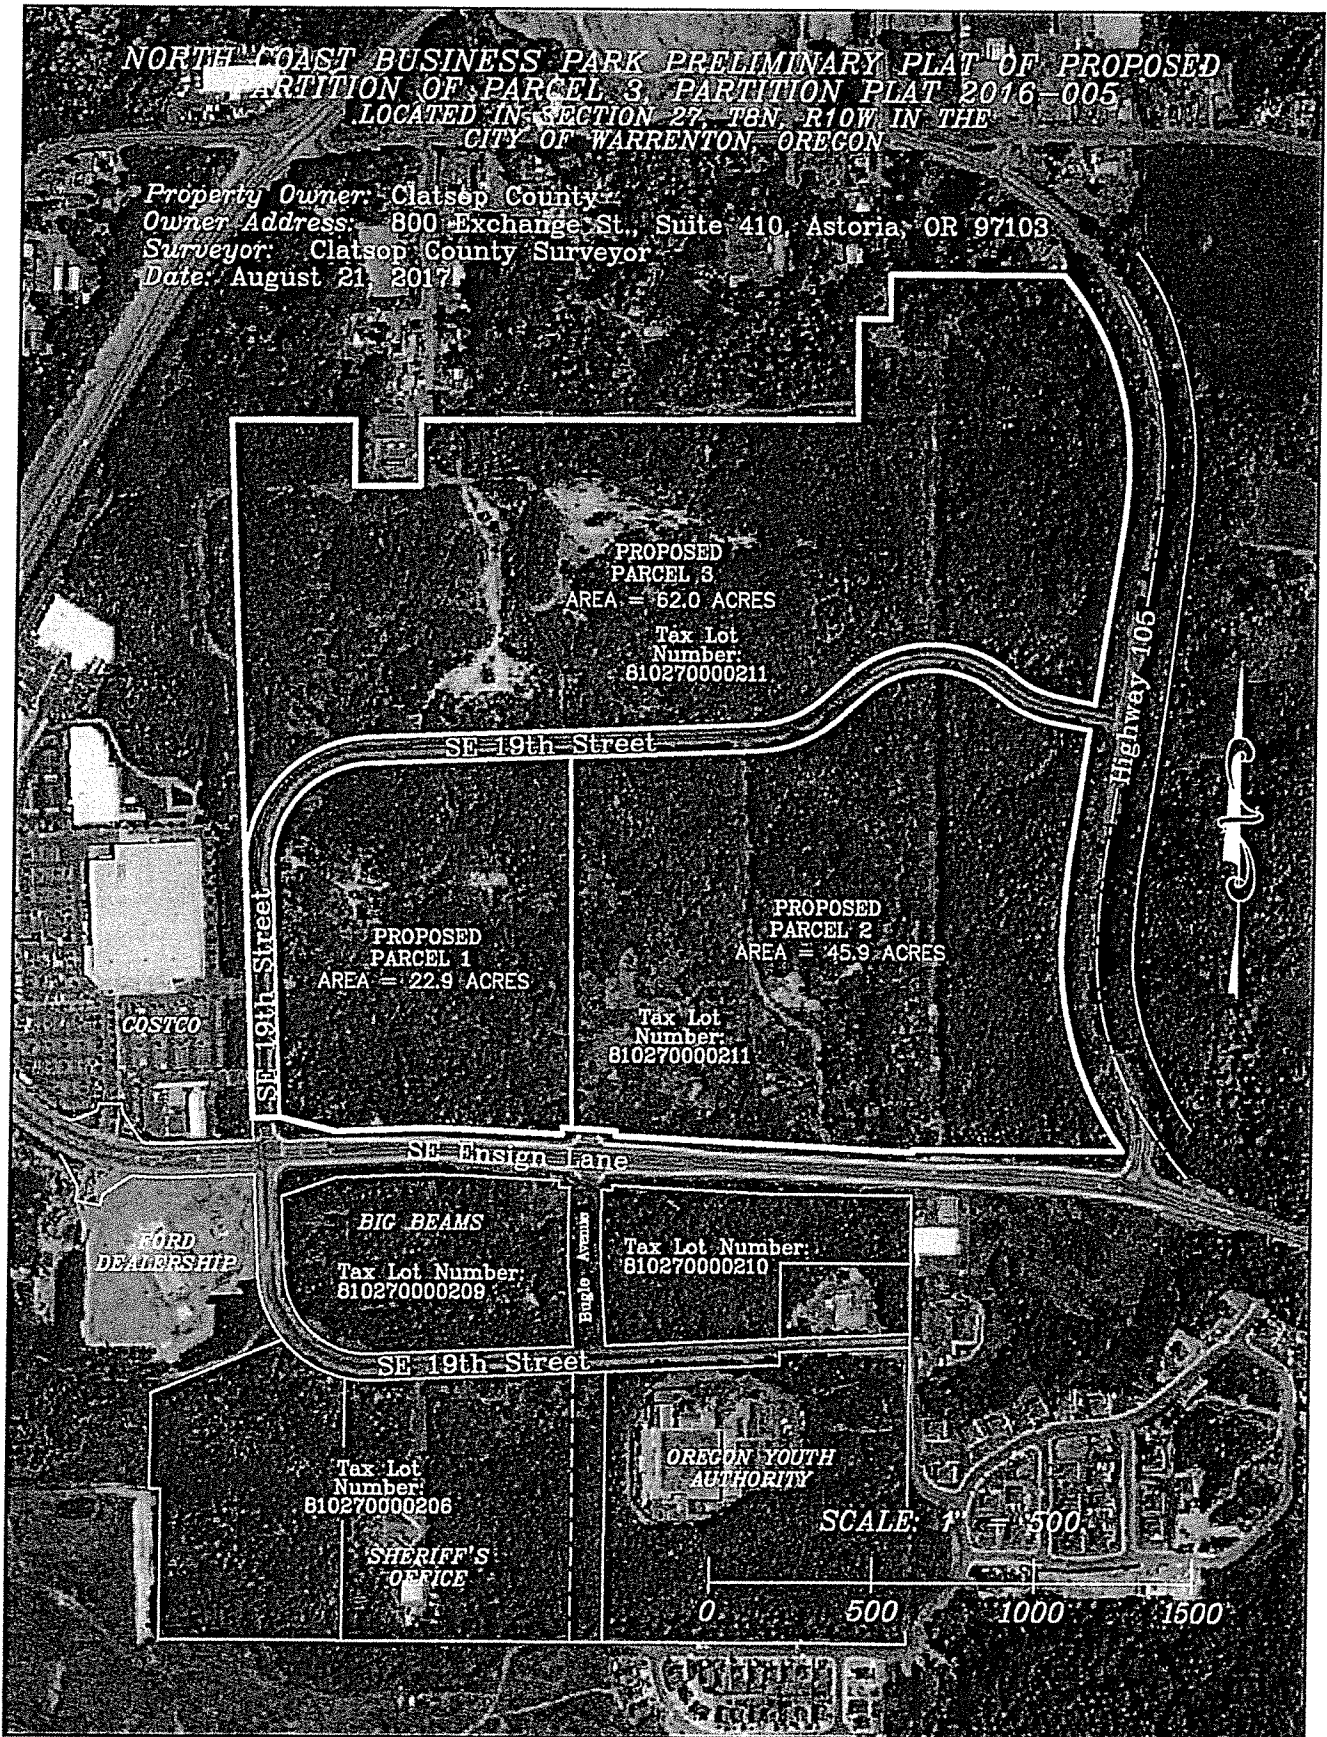 NORTH COAST BUSINESS PARK PRELIMINARY PLAT OF PROPOSED
PARTITION OF PARCEL 3, PARTITION PLAT 2016-005
LOCATED IN SECTION 27, T8N, R10W IN THE
CITY OF WARRENTON, OREGON
Property Owner: Clatsop County
Owner Address: 800 Exchange St., Suite 410, Astoria, OR 97103
Surveyor: Clatsop County Surveyor
Date: August 21, 2017
PROPOSED
PARCEL 3
AREA = 62.0 ACRES
Tax Lot
Number:
810270000211
Highway 105
SE 19th Street
PROPOSED
PARCEL 2
AREA = 45.9 ACRES
PROPOSED
PARCEL 1
AREA = 22.9 ACRES
SE 19th Street
COSTCO
Tax Lot
Number:
810270000211
SE Ensign Lane
BIG BEAMS
FORD
DEALERSHIP
Tax Lot Number:
810270000209
Bugle Avenue
Tax Lot Number:
810270000210
SE 19th Street
OREGON YOUTH
AUTHORITY
Tax Lot
Number:
810270000206
SHERIFF'S
OFFICE
SCALE: 1" = 500'
0 500 1000 1500